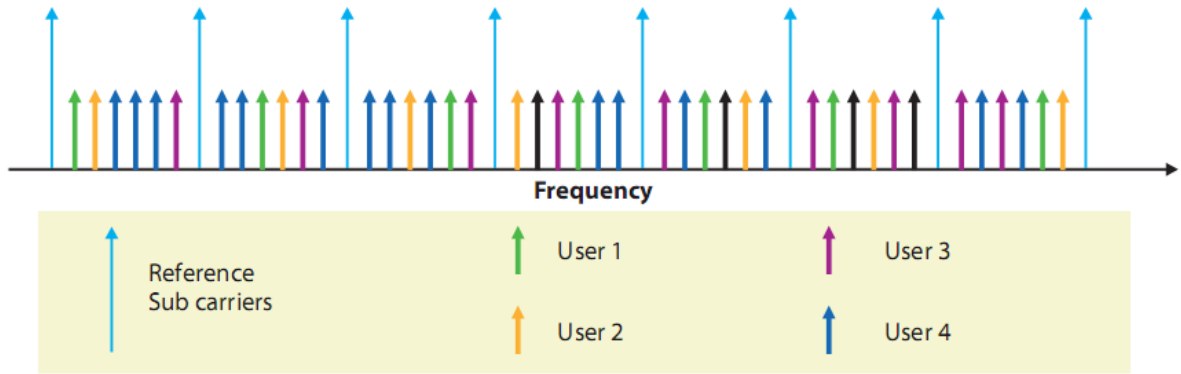 Frequency
Reference
Sub carriers
User 1
User 2
User 3
User 4